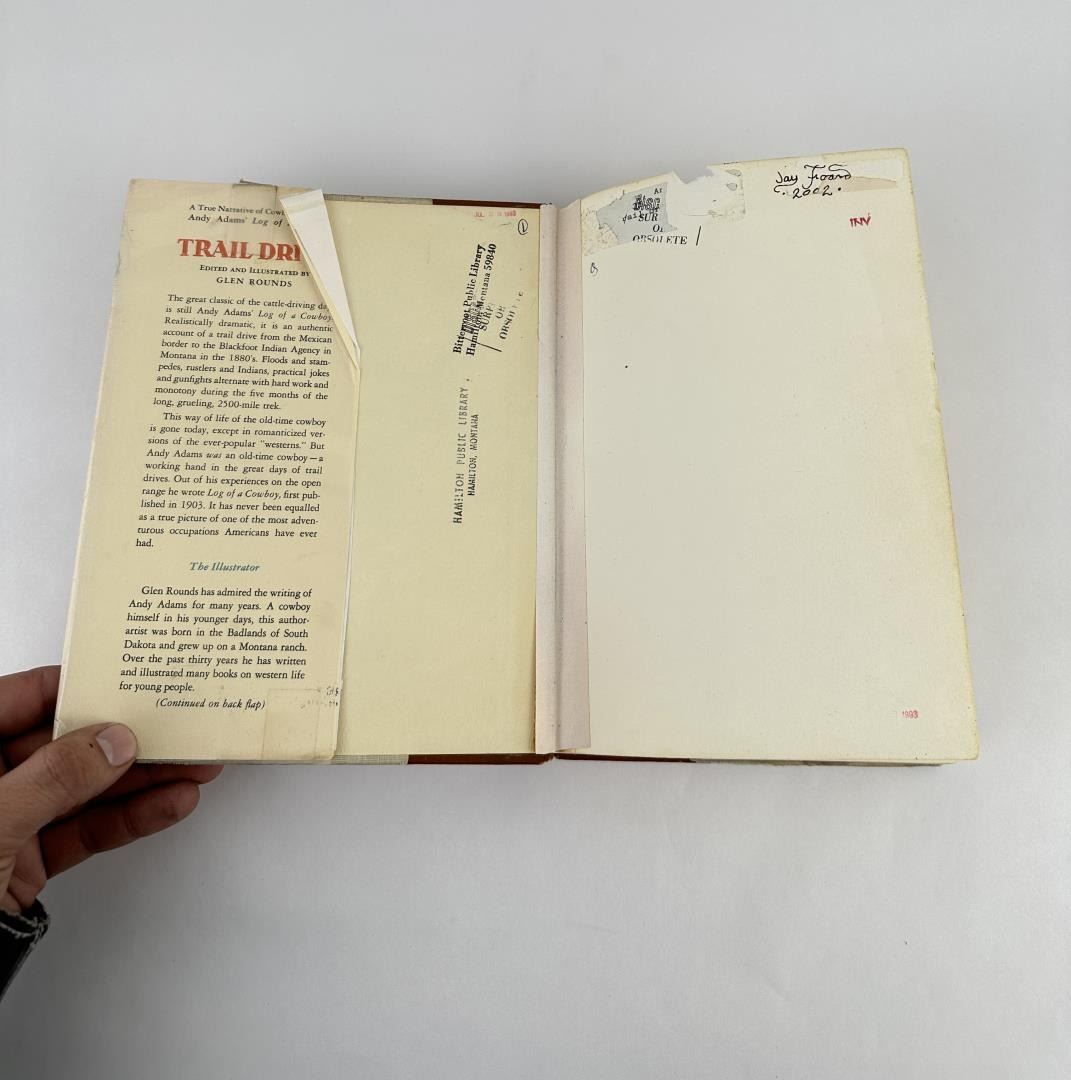 A True Narrative of
Andy Adams' Log of
TRAIL DRI
EDITED AND ILLUSTRATED BY
GLEN ROUNDS
The great classic of the cattle-driving
is still Andy Adams' Log of a Cowboy.
Realistically dramatic, it is an authentic
account of a trail drive from the Mexican
border to the Blackfoot Indian Agency in
Montana in the 1880's. Floods and stam-
pedes, rustlers and Indians, practical jokes
and gunfights alternate with hard work and
monotony during the five months of the
long, grueling, 2500-mile trek.
This way of life of the old-time cowboy
is gone today, except in romanticized ver-
sions of the ever-popular "westerns." But
Andy Adams was an old-time cowboy—a
working hand in the great days of trail
drives. Out of his experiences on the open
range he wrote Log of a Cowboy, first pub-
lished in 1903. It has never been equalled
as a true picture of one of the most adven-
turous occupations Americans have ever
had.
The Illustrator
Glen Rounds has admired the writing of
Andy Adams for many years. A cowboy
himself in his younger days, this author-
artist was born in the Badlands of South
Dakota and grew up on a Montana ranch.
Over the past thirty years he has written
and illustrated many books on western life
for young people.
(Continued on back flap)
JUL 1993
1
Bitterroot Public Library
Hamilton, Montana 59840
OR
OBSOLETE
HAMILTON PUBLIC LIBRARY
HAMILTON, MONTANA
SUR
OBSOLETE
Jay
2002.
INV
1993